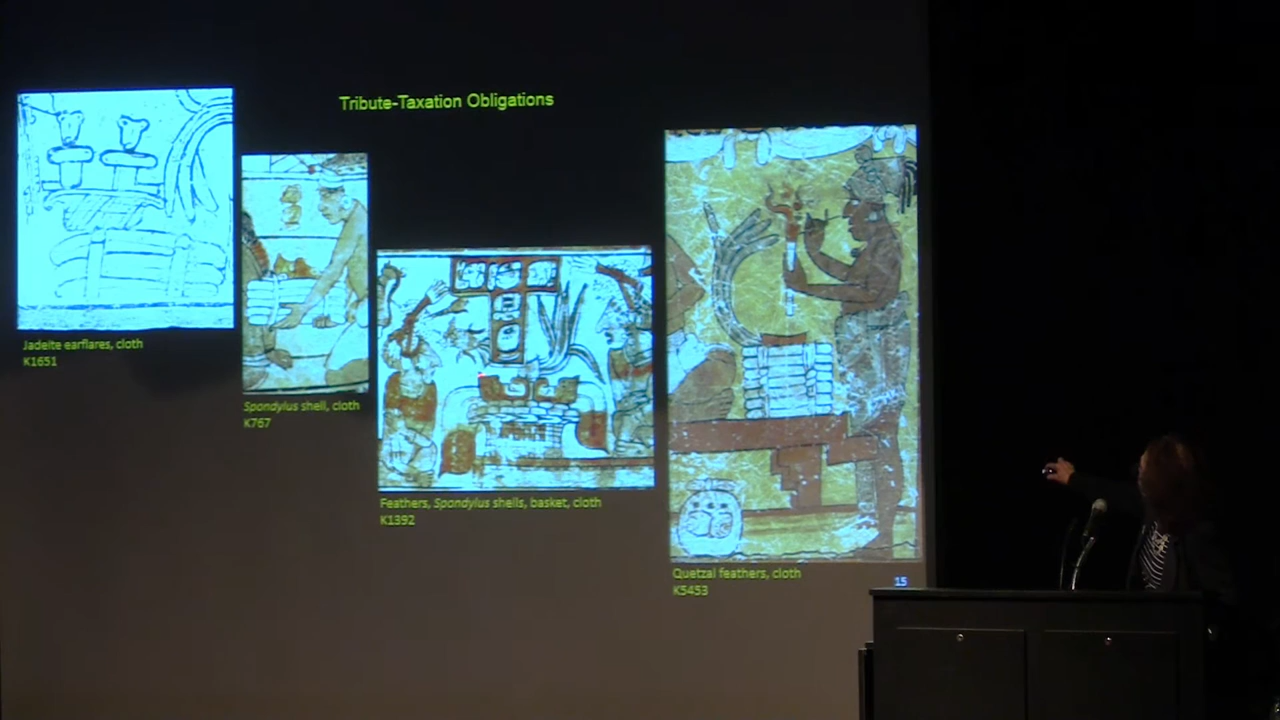 Tribute-Taxation Obligations
Jadeite earflares, cloth
K1651
Spondylus shell, cloth
K767
Feathers, Spondylus shells, basket, cloth
K1392
Quetzal feathers, cloth
K5453
15